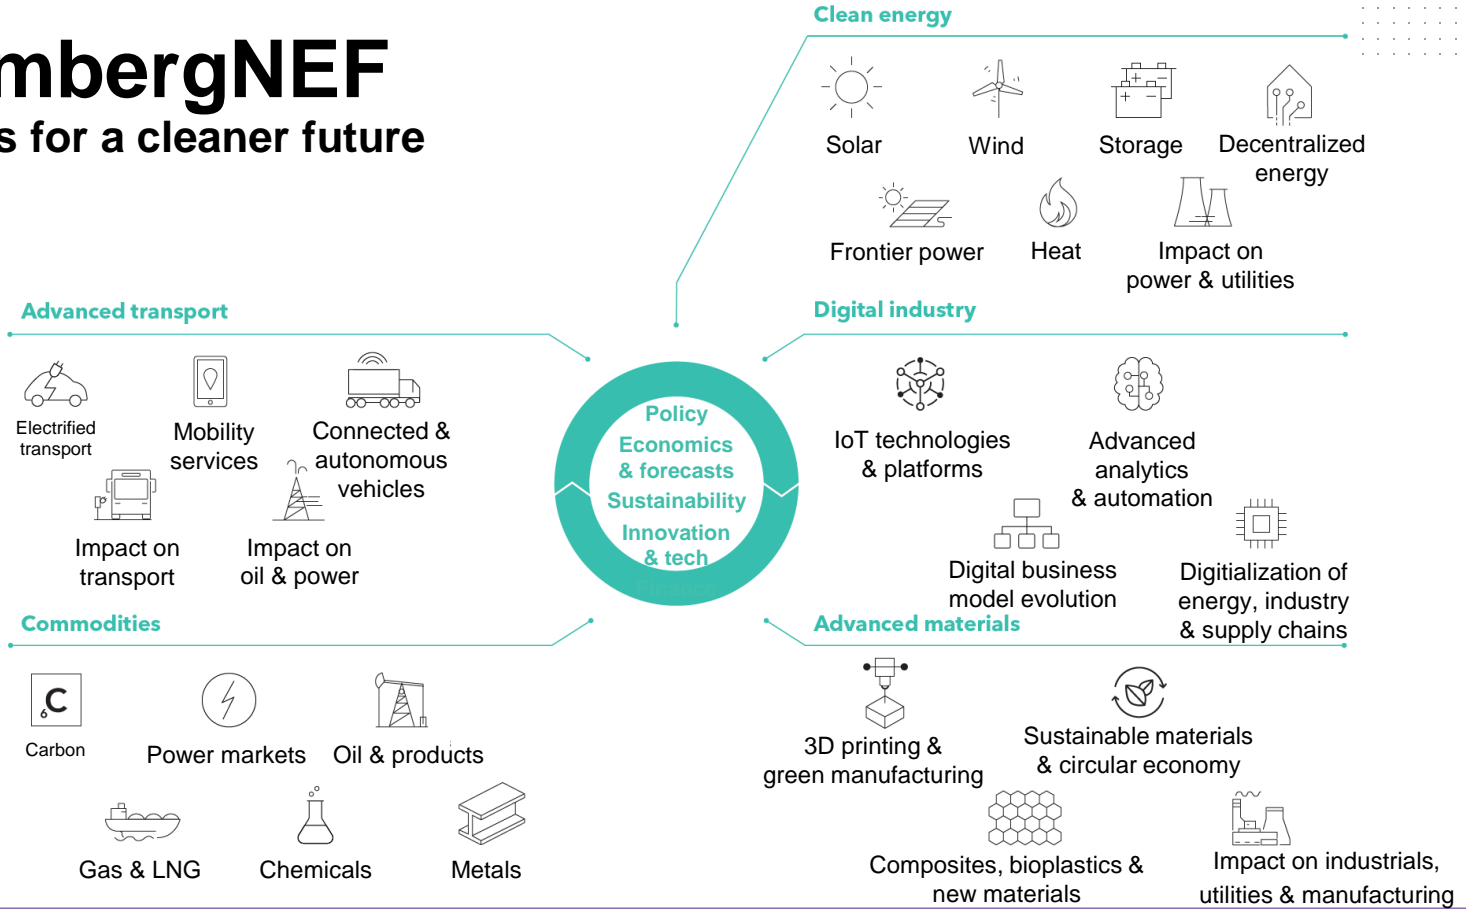 mbergNEF
s for a cleaner future
Clean energy
Solar
Wind
Storage
Decentralized
energy
Frontier power
Heat
Impact on
power & utilities
Advanced transport
Electrified
transport
Mobility
services
Connected &
autonomous
vehicles
Impact on
transport
Impact on
oil & power
Policy
Economics
& forecasts
Sustainability
Innovation
& tech
Finance
Digital industry
IoT technologies
& platforms
Advanced
analytics
& automation
Digital business
model evolution
Digitialization of
energy, industry
& supply chains
Commodities
6C
Carbon
Power markets
Oil & products
Gas & LNG
Chemicals
Metals
Advanced materials
3D printing &
green manufacturing
Sustainable materials
& circular economy
Composites, bioplastics &
new materials
Impact on industrials,
utilities & manufacturing